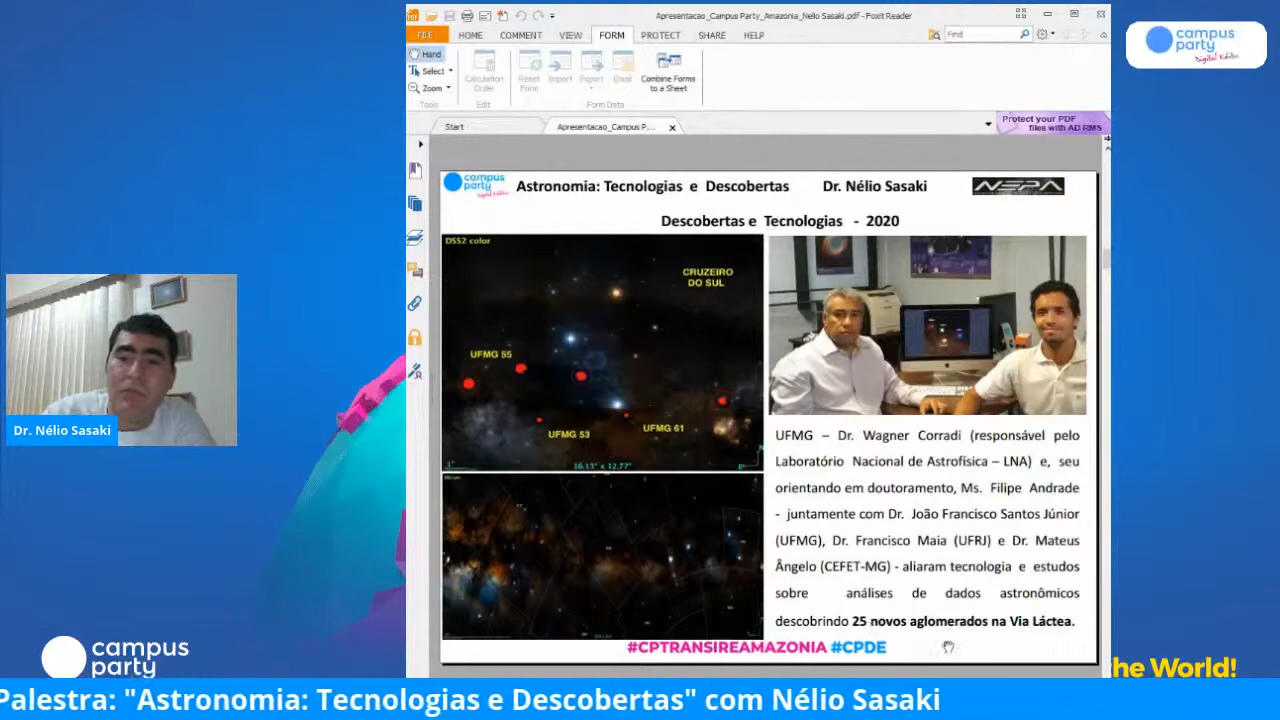 Apresentacao_Campus Party_Amazonia_Nelio Sasaki.pdf - Foxit Reader
FILE HOME COMMENT VIEW FORM PROTECT SHARE HELP
Find
Hand
Select
Zoom
Tools
Calculation Order
Edit
Reset Form
Import
Export
Email
Combine Forms to a Sheet
Form Data
Start
Apresentacao_Campus P...
Protect your PDF
files with AD RMS
campus
party
Digital Edition
campus
party
Digital Edition
Astronomia: Tecnologias e Descobertas Dr. Nélio Sasaki
NEPA
Descobertas e Tecnologias - 2020
DSS2 color
CRUZEIRO
DO SUL
UFMG 55
UFMG 53
UFMG 61
16.13° x 12.77°
UFMG – Dr. Wagner Corradi (responsável pelo
Laboratório Nacional de Astrofísica – LNA) e, seu
orientando em doutoramento, Ms. Filipe Andrade
- juntamente com Dr. João Francisco Santos Júnior
(UFMG), Dr. Francisco Maia (UFRJ) e Dr. Mateus
Ângelo (CEFET-MG) - aliaram tecnologia e estudos
sobre análises de dados astronômicos
descobrindo 25 novos aglomerados na Via Láctea.
#CPTRANSIREAMAZONIA #CPDE
Dr. Nélio Sasaki
campus
party
the World!
Palestra: "Astronomia: Tecnologias e Descobertas" com Nélio Sasaki